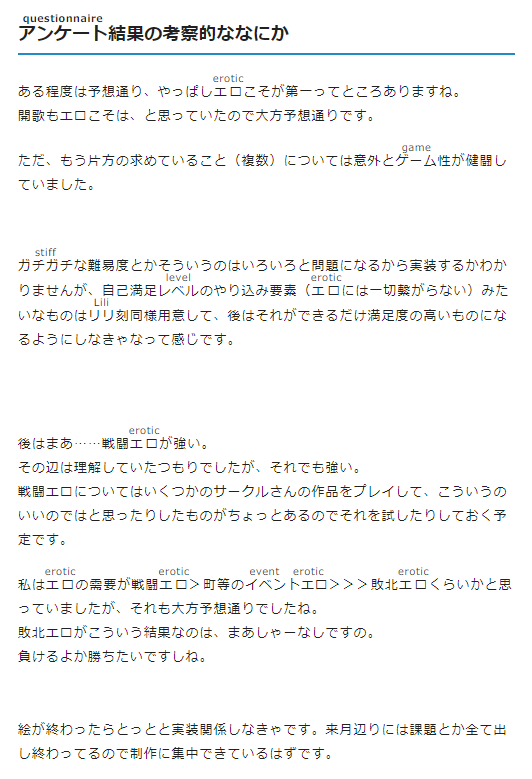 questionnaire
アンケート結果の考察的ななにか
erotic
ある程度は予想通り、やっぱしエロこそが第一ってところありますね。
開歌もエロこそは、と思っていたので大方予想通りです。
game
ただ、もう片方の求めていること（複数）については意外とゲーム性が健闘し
ていました。
stiff
ガチガチな難易度とかそういうのはいろいろと問題になるから実装するかわか
level erotic
りませんが、自己満足レベルのやり込み要素（エロには一切繋がらない）みた
Lili
いなものはリリ刻同様用意して、後はそれができるだけ満足度の高いものにな
るようにしなきゃなって感じです。
erotic
後はまあ……戦闘エロが強い。
その辺は理解していたつもりでしたが、それでも強い。
戦闘エロについてはいくつかのサークルさんの作品をプレイして、こういうの
いいのではと思ったりしたものがちょっとあるのでそれを試したりしておく予
定です。
erotic erotic event erotic erotic
私はエロの需要が戦闘エロ＞町等のイベントエロ＞＞＞敗北エロくらいかと思
っていましたが、それも大方予想通りでしたね。
敗北エロがこういう結果なのは、まあしゃーなしですの。
負けるよか勝ちたいですしね。
絵が終わったらとっとと実装関係しなきゃです。来月辺りには課題とか全て出
し終わってるので制作に集中できているはずです。